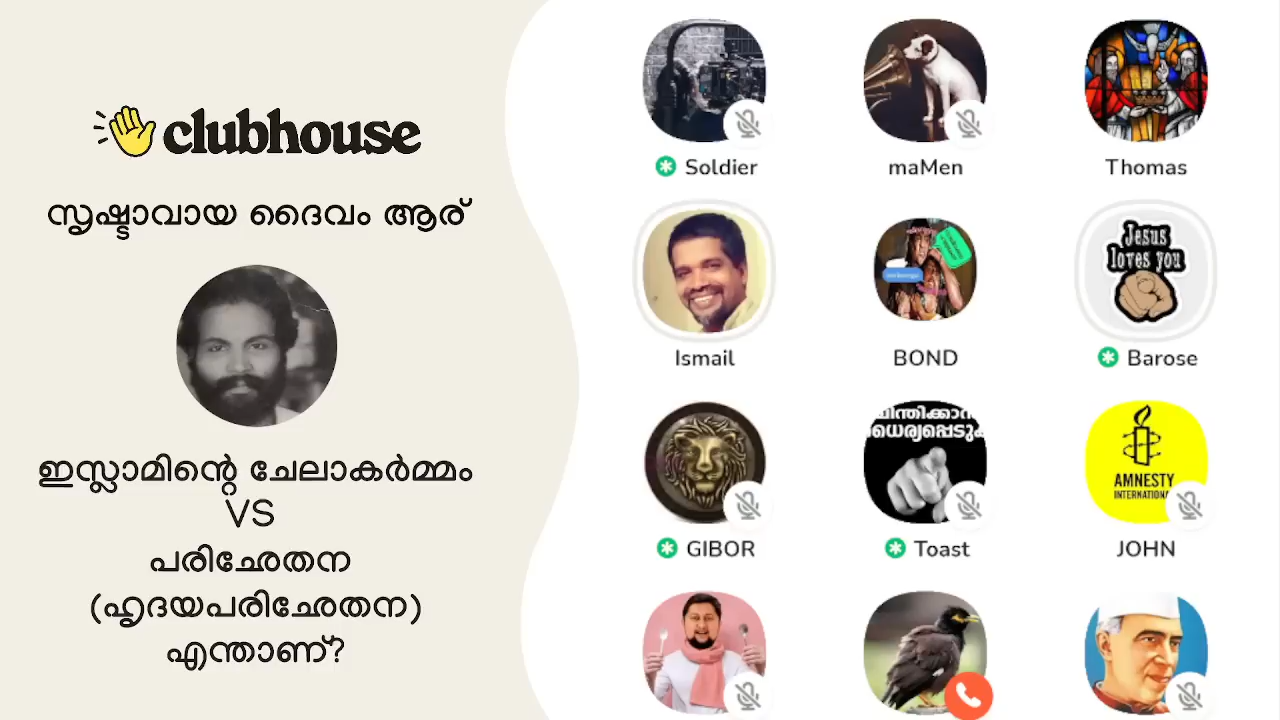 clubhouse
സൃഷ്ടാവായ ദൈവം ആര്
ഇസ്ലാമിന്റെ ചേലാകർമ്മം
VS
പരിഛേതന
(ഹൃദയപരിഛേതന)
എന്താണ്?
Soldier
maMen
Thomas
Jesus
loves you
Ismail
BOND
Barose
ചിന്തിക്കാൻ
ധൈര്യപ്പെടുക
AMNESTY
INTERNATIONAL
GIBOR
Toast
JOHN